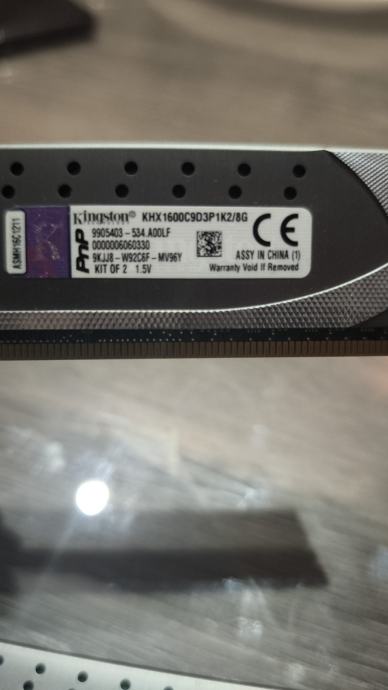 Kingston® KHX1600C9D3P1K2/8G
9905403-534.A00LF
0000006060330
9KJJ8-W92C6F-MV96Y
KIT OF 2 1.5V
PnP
CE
ASSY IN CHINA (1)
Warranty Void If Removed
ASMH16C1211